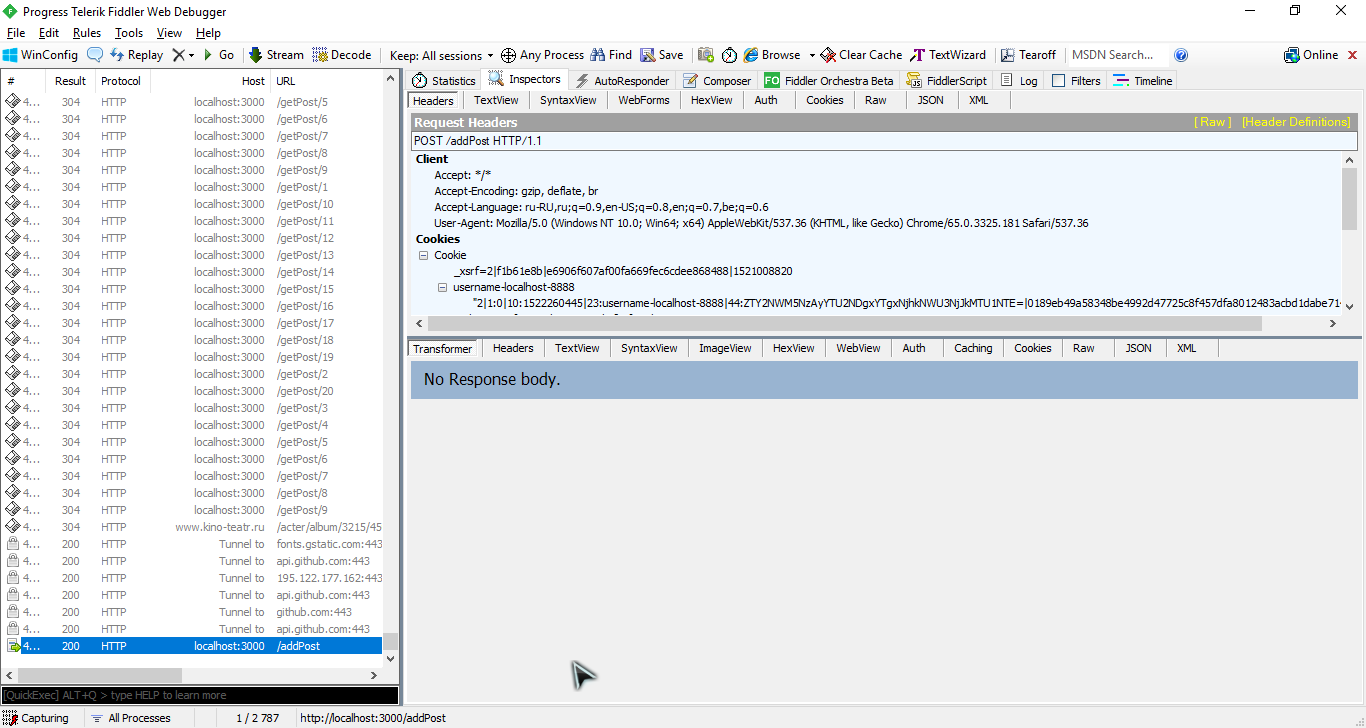 Progress Telerik Fiddler Web Debugger
File Edit Rules Tools View Help
WinConfig Replay Go Stream Decode Keep: All sessions Any Process Find Save Browse Clear Cache TextWizard Tearoff MSDN Search... Online
# Result Protocol Host URL
4... 304 HTTP localhost:3000 /getPost/5
4... 304 HTTP localhost:3000 /getPost/6
4... 304 HTTP localhost:3000 /getPost/7
4... 304 HTTP localhost:3000 /getPost/8
4... 304 HTTP localhost:3000 /getPost/9
4... 304 HTTP localhost:3000 /getPost/1
4... 304 HTTP localhost:3000 /getPost/10
4... 304 HTTP localhost:3000 /getPost/11
4... 304 HTTP localhost:3000 /getPost/12
4... 304 HTTP localhost:3000 /getPost/13
4... 304 HTTP localhost:3000 /getPost/14
4... 304 HTTP localhost:3000 /getPost/15
4... 304 HTTP localhost:3000 /getPost/16
4... 304 HTTP localhost:3000 /getPost/17
4... 304 HTTP localhost:3000 /getPost/18
4... 304 HTTP localhost:3000 /getPost/19
4... 304 HTTP localhost:3000 /getPost/2
4... 304 HTTP localhost:3000 /getPost/20
4... 304 HTTP localhost:3000 /getPost/3
4... 304 HTTP localhost:3000 /getPost/4
4... 304 HTTP localhost:3000 /getPost/5
4... 304 HTTP localhost:3000 /getPost/6
4... 304 HTTP localhost:3000 /getPost/7
4... 304 HTTP localhost:3000 /getPost/8
4... 304 HTTP localhost:3000 /getPost/9
4... 304 HTTP www.kino-teatr.ru /acter/album/3215/45
4... 200 HTTP Tunnel to fonts.gstatic.com:443
4... 200 HTTP Tunnel to api.github.com:443
4... 200 HTTP Tunnel to 195.122.177.162:443
4... 200 HTTP Tunnel to api.github.com:443
4... 200 HTTP Tunnel to github.com:443
4... 200 HTTP Tunnel to api.github.com:443
4... 200 HTTP localhost:3000 /addPost
[QuickExec] ALT+Q > type HELP to learn more
Statistics Inspectors AutoResponder Composer FO Fiddler Orchestra Beta FiddlerScript Log Filters Timeline
Headers TextView SyntaxView WebForms HexView Auth Cookies Raw JSON XML
Request Headers [ Raw ] [Header Definitions]
POST /addPost HTTP/1.1
Client
Accept: */*
Accept-Encoding: gzip, deflate, br
Accept-Language: ru-RU,ru;q=0.9,en-US;q=0.8,en;q=0.7,be;q=0.6
User-Agent: Mozilla/5.0 (Windows NT 10.0; Win64; x64) AppleWebKit/537.36 (KHTML, like Gecko) Chrome/65.0.3325.181 Safari/537.36
Cookies
Cookie
_xsrf=2|f1b61e8b|e6906f607af00fa669fec6cdee868488|1521008820
username-localhost-8888
"2|1:0|10:1522260445|23:username-localhost-8888|44:ZTY2NWM5NzAyYTU2NDgxYTgxNjhkNWU3NjJkMTU1NTE=|0189eb49a58348be4992d47725c8f457dfa8012483acbd1dabe71
Transformer Headers TextView SyntaxView ImageView HexView WebView Auth Caching Cookies Raw JSON XML
No Response body.
Capturing All Processes 1 / 2 787 http://localhost:3000/addPost